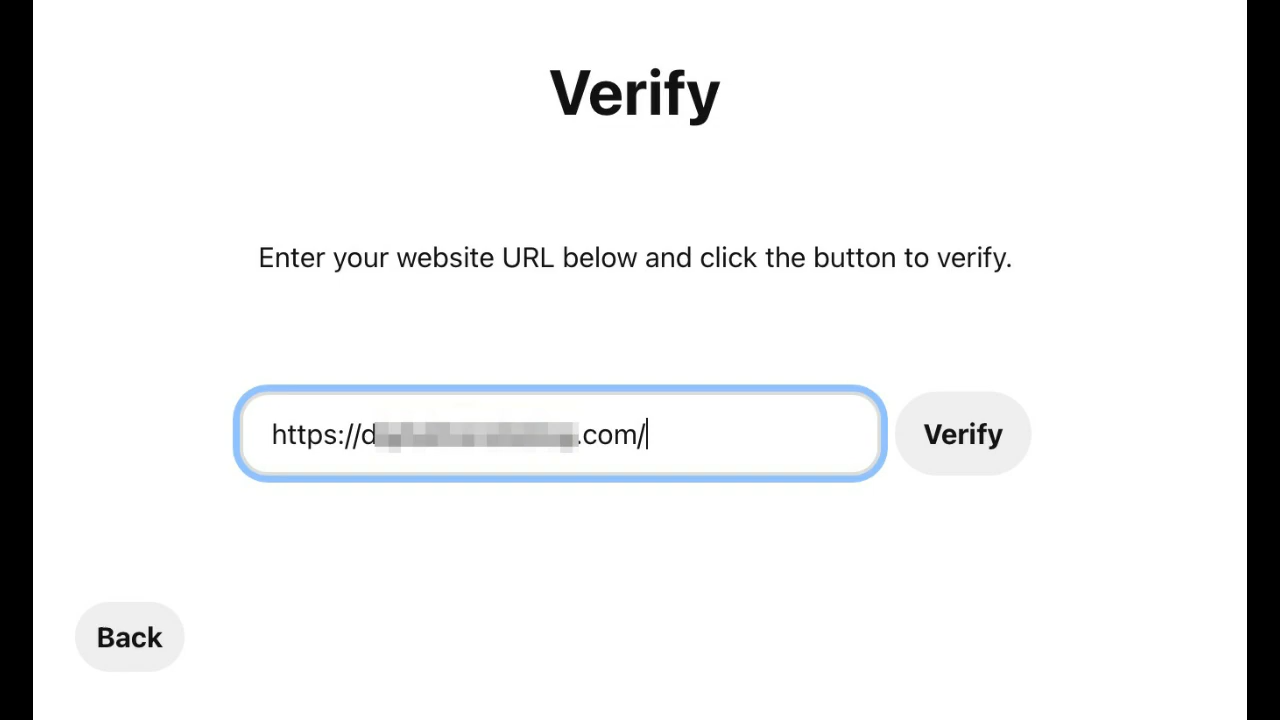 Verify
Enter your website URL below and click the button to verify.
https://d .com/
Verify
Back